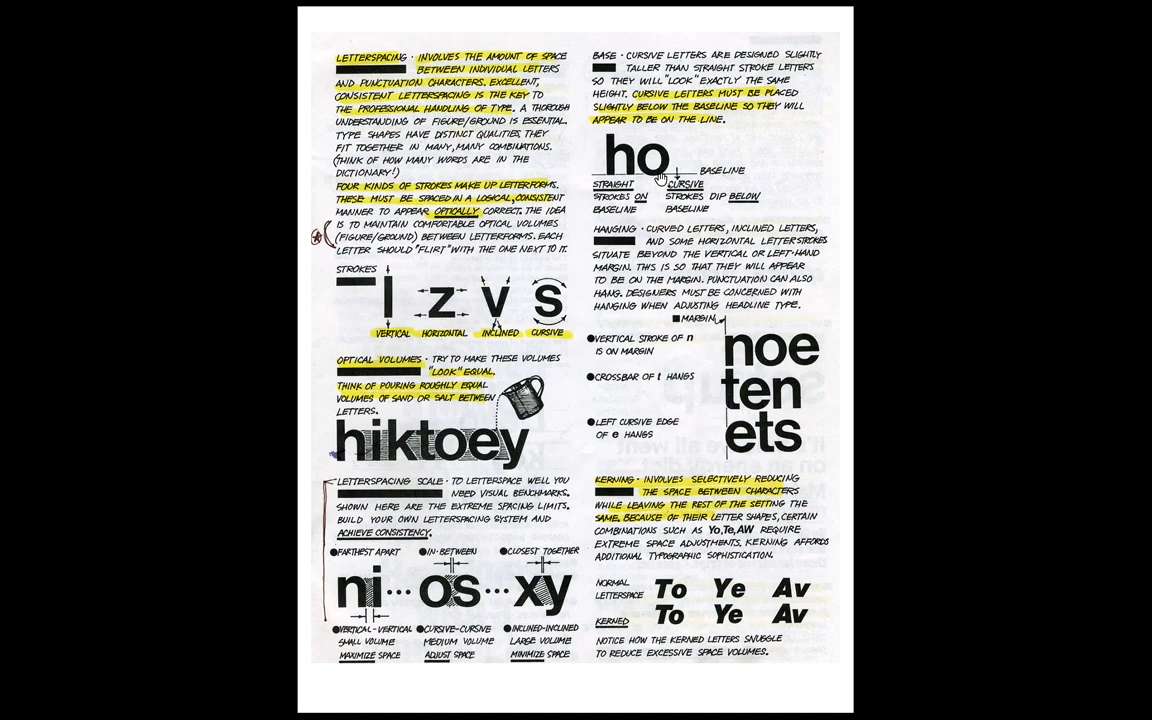 LETTERSPACING · INVOLVES THE AMOUNT OF SPACE
BETWEEN INDIVIDUAL LETTERS
AND PUNCTUATION CHARACTERS. EXCELLENT,
CONSISTENT LETTERSPACING IS THE KEY TO
THE PROFESSIONAL HANDLING OF TYPE. A THOROUGH
UNDERSTANDING OF FIGURE/GROUND IS ESSENTIAL.
TYPE SHAPES HAVE DISTINCT QUALITIES, THEY
FIT TOGETHER IN MANY, MANY COMBINATIONS.
(THINK OF HOW MANY WORDS ARE IN THE
DICTIONARY!)
FOUR KINDS OF STROKES MAKE UP LETTERFORMS.
THESE MUST BE SPACED IN A LOGICAL, CONSISTENT
MANNER TO APPEAR OPTICALLY CORRECT. THE IDEA
IS TO MAINTAIN COMFORTABLE OPTICAL VOLUMES
(FIGURE/GROUND) BETWEEN LETTERFORMS. EACH
LETTER SHOULD "FLIRT" WITH THE ONE NEXT TO IT.
STROKES
l z v s
VERTICAL HORIZONTAL INCLINED CURSIVE
OPTICAL VOLUMES · TRY TO MAKE THESE VOLUMES
"LOOK" EQUAL.
THINK OF POURING ROUGHLY EQUAL
VOLUMES OF SAND OR SALT BETWEEN
LETTERS.
hiktoey
LETTERSPACING SCALE · TO LETTERSPACE WELL YOU
NEED VISUAL BENCHMARKS.
SHOWN HERE ARE THE EXTREME SPACING LIMITS.
BUILD YOUR OWN LETTERSPACING SYSTEM AND
ACHIEVE CONSISTENCY.
●FARTHEST APART ●IN·BETWEEN ●CLOSEST TOGETHER
ni ··· os ··· xy
●VERTICAL-VERTICAL ●CURSIVE-CURSIVE ●INCLINED-INCLINED
SMALL VOLUME MEDIUM VOLUME LARGE VOLUME
MAXIMIZE SPACE ADJUST SPACE MINIMIZE SPACE
BASE · CURSIVE LETTERS ARE DESIGNED SLIGHTLY
TALLER THAN STRAIGHT STROKE LETTERS
SO THEY WILL "LOOK" EXACTLY THE SAME
HEIGHT. CURSIVE LETTERS MUST BE PLACED
SLIGHTLY BELOW THE BASELINE SO THEY WILL
APPEAR TO BE ON THE LINE.
ho
BASELINE
STRAIGHT CURSIVE
STROKES ON STROKES DIP BELOW
BASELINE BASELINE
HANGING · CURVED LETTERS, INCLINED LETTERS,
AND SOME HORIZONTAL LETTERSTROKES
SITUATE BEYOND THE VERTICAL OR LEFT-HAND
MARGIN. THIS IS SO THAT THEY WILL APPEAR
TO BE ON THE MARGIN. PUNCTUATION CAN ALSO
HANG. DESIGNERS MUST BE CONCERNED WITH
HANGING WHEN ADJUSTING HEADLINE TYPE.
■MARGIN
●VERTICAL STROKE OF n
IS ON MARGIN
noe
●CROSSBAR OF t HANGS
ten
●LEFT CURSIVE EDGE
OF e HANGS
ets
KERNING · INVOLVES SELECTIVELY REDUCING
THE SPACE BETWEEN CHARACTERS
WHILE LEAVING THE REST OF THE SETTING THE
SAME. BECAUSE OF THEIR LETTER SHAPES, CERTAIN
COMBINATIONS SUCH AS Yo,Te,AW REQUIRE
EXTREME SPACE ADJUSTMENTS. KERNING AFFORDS
ADDITIONAL TYPOGRAPHIC SOPHISTICATION.
NORMAL
LETTERSPACE To Ye Av
KERNED To Ye Av
NOTICE HOW THE KERNED LETTERS SNUGGLE
TO REDUCE EXCESSIVE SPACE VOLUMES.